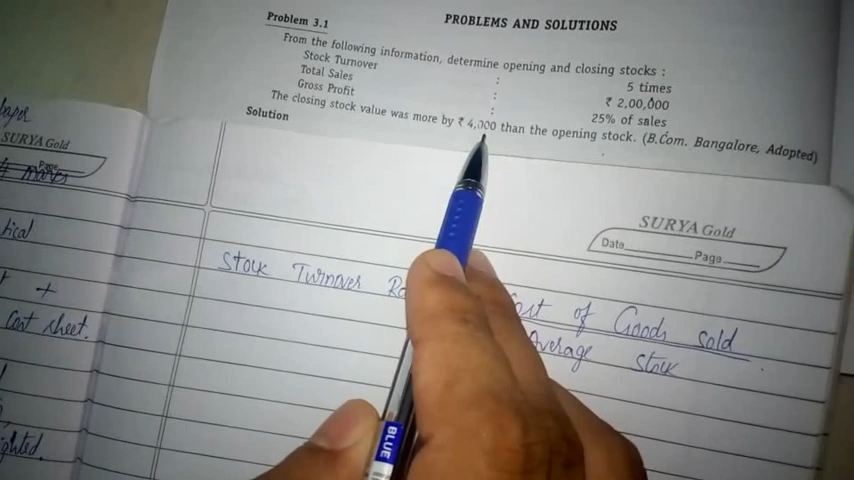 PROBLEMS AND SOLUTIONS
Problem 3.1
From the following information, determine opening and closing stocks :
Stock Turnover : 5 times
Total Sales : ₹ 2,00,000
Gross Profit : 25% of sales
The closing stock value was more by ₹ 4,000 than the opening stock. (B.Com. Bangalore, Adopted)
Solution
SURYA Gold
Page
SURYA Gold
Date Page
Stock Turnover
of Goods sold
Average Stock
+
Cost sheet.